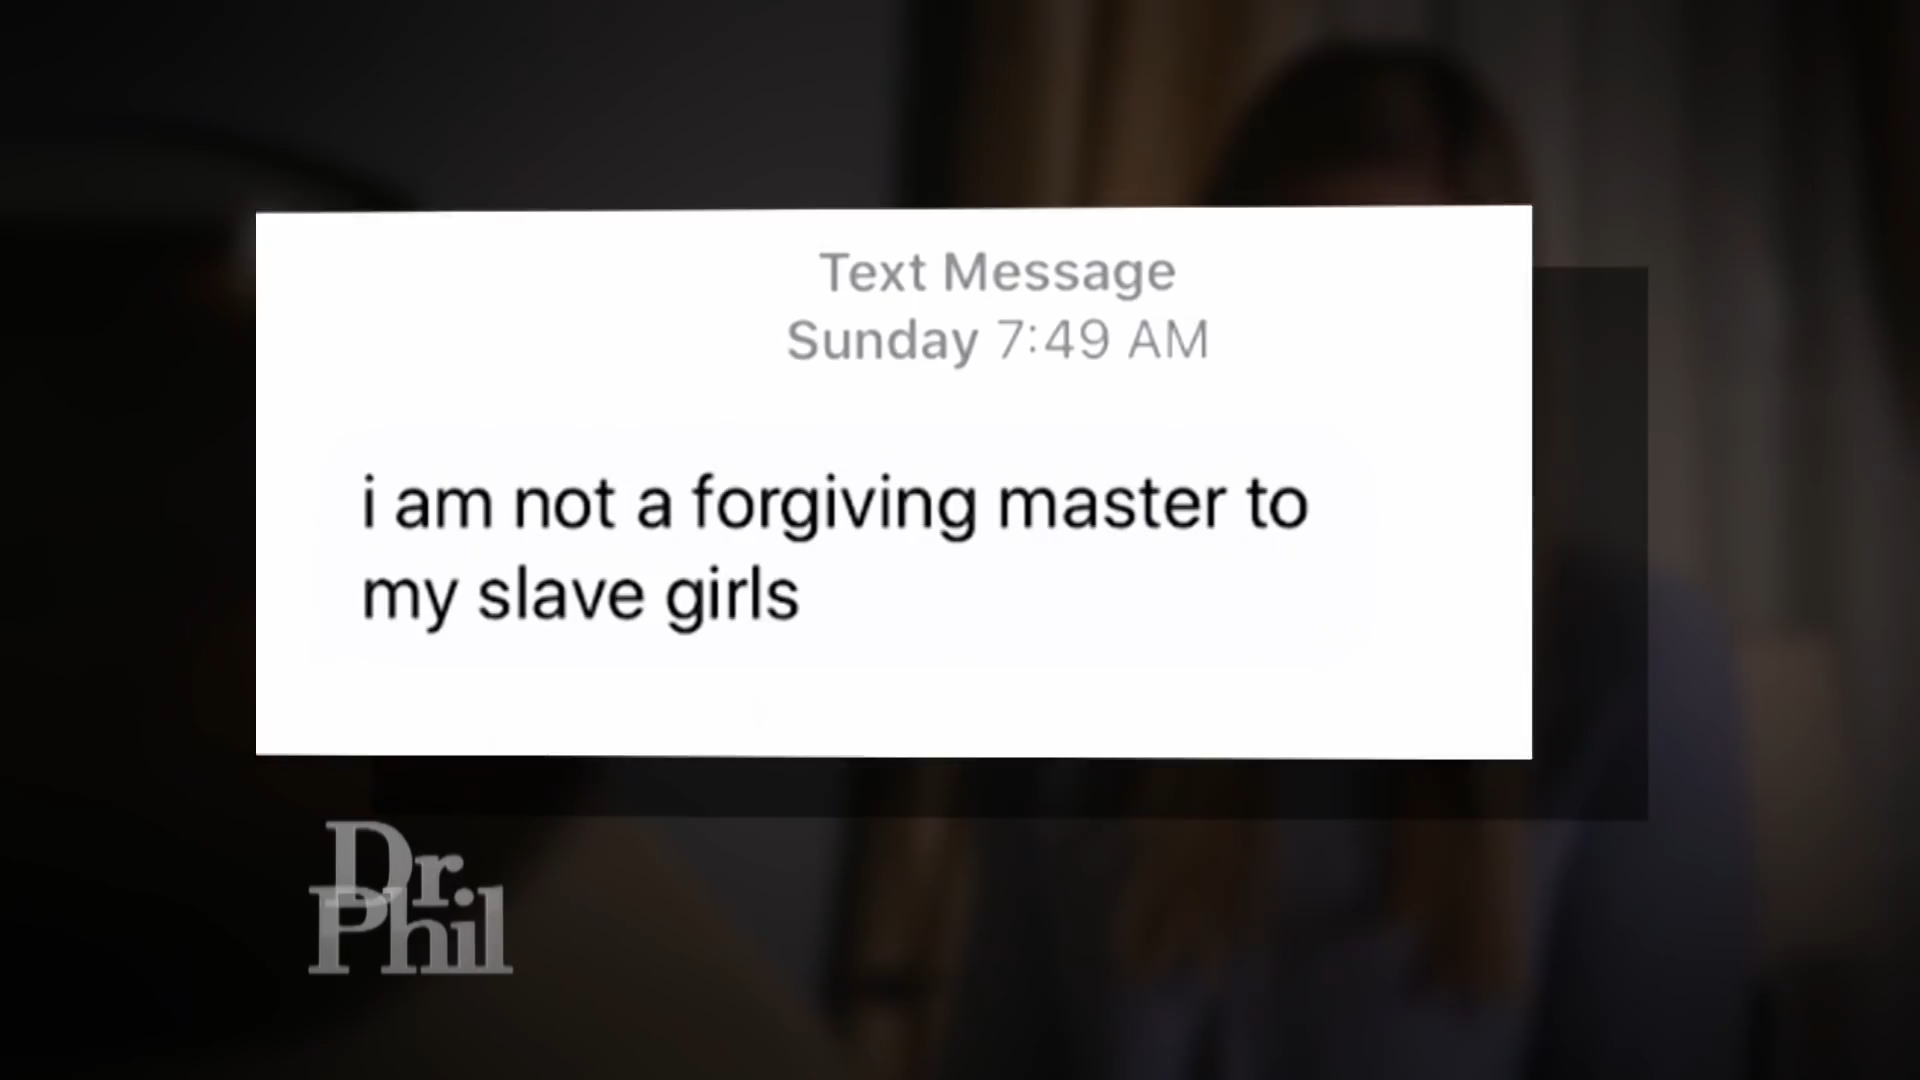 Text Message
Sunday 7:49 AM
i am not a forgiving master to
my slave girls
Dr.
Phil